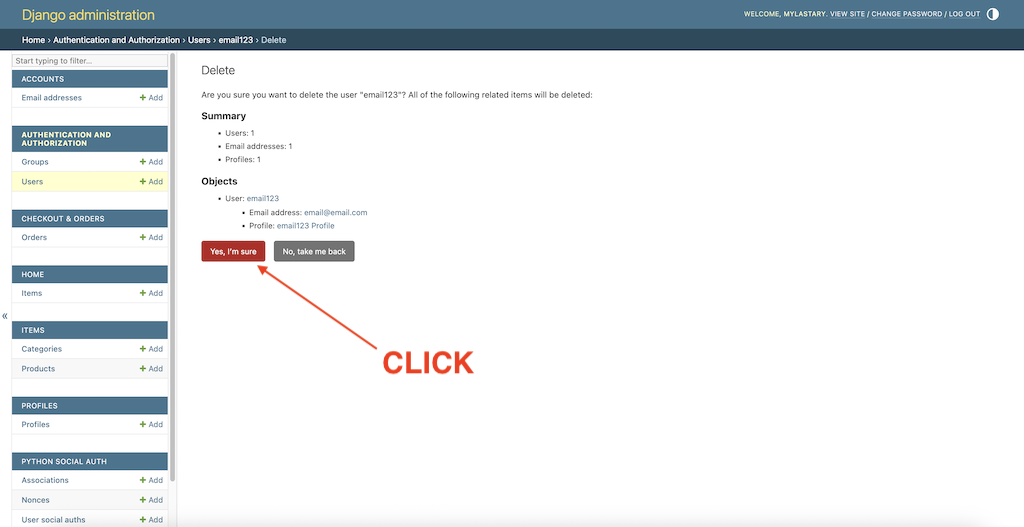 Django administration
WELCOME, MYLASTARY. VIEW SITE / CHANGE PASSWORD / LOG OUT
Home › Authentication and Authorization › Users › email123 › Delete
Start typing to filter...
ACCOUNTS
Email addresses + Add
AUTHENTICATION AND
AUTHORIZATION
Groups + Add
Users + Add
CHECKOUT & ORDERS
Orders + Add
HOME
Items + Add
«
ITEMS
Categories + Add
Products + Add
PROFILES
Profiles + Add
PYTHON SOCIAL AUTH
Associations + Add
Nonces + Add
User social auths + Add
Delete
Are you sure you want to delete the user "email123"? All of the following related items will be deleted:
Summary
• Users: 1
• Email addresses: 1
• Profiles: 1
Objects
• User: email123
• Email address: email@email.com
• Profile: email123 Profile
Yes, I'm sure No, take me back
CLICK